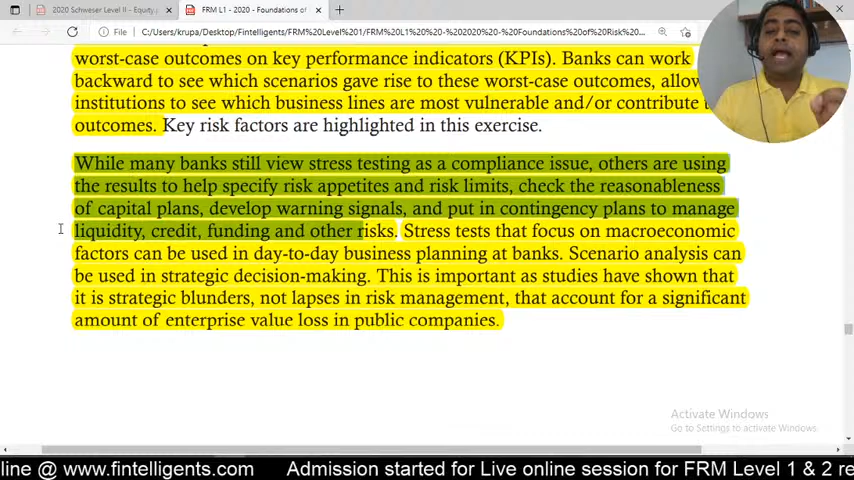 2020 Schweser Level II - Equity.p
FRM L1 - 2020 - Foundations of
File
C:/Users/krupa/Desktop/Fintelligents/FRM%20Level%201/FRM%20L1%20%20-%202020%20-%20Foundations%20of%20Risk%20...
worst-case outcomes on key performance indicators (KPIs). Banks can work
backward to see which scenarios gave rise to these worst-case outcomes, allow
institutions to see which business lines are most vulnerable and/or contribute
outcomes. Key risk factors are highlighted in this exercise.
While many banks still view stress testing as a compliance issue, others are using
the results to help specify risk appetites and risk limits, check the reasonableness
of capital plans, develop warning signals, and put in contingency plans to manage
liquidity, credit, funding and other risks. Stress tests that focus on macroeconomic
factors can be used in day-to-day business planning at banks. Scenario analysis can
be used in strategic decision-making. This is important as studies have shown that
it is strategic blunders, not lapses in risk management, that account for a significant
amount of enterprise value loss in public companies.
Activate Windows
Go to Settings to activate Windows.
line @ www.fintelligents.com Admission started for Live online session for FRM Level 1 & 2 re